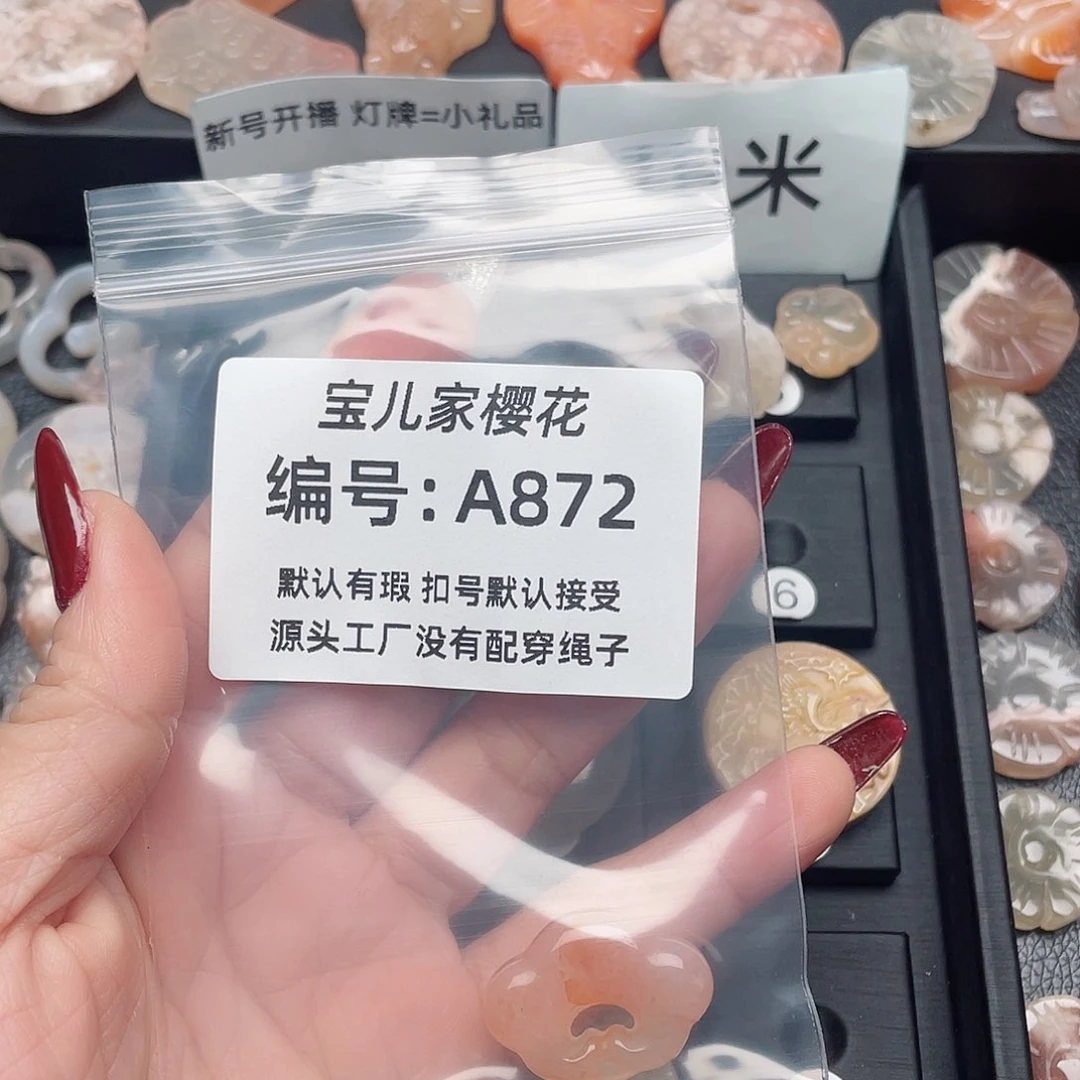 新号开播 灯牌=小礼品
米
宝儿家樱花
编号:A872
默认有瑕 扣号默认接受
源头工厂没有配穿绳子
6